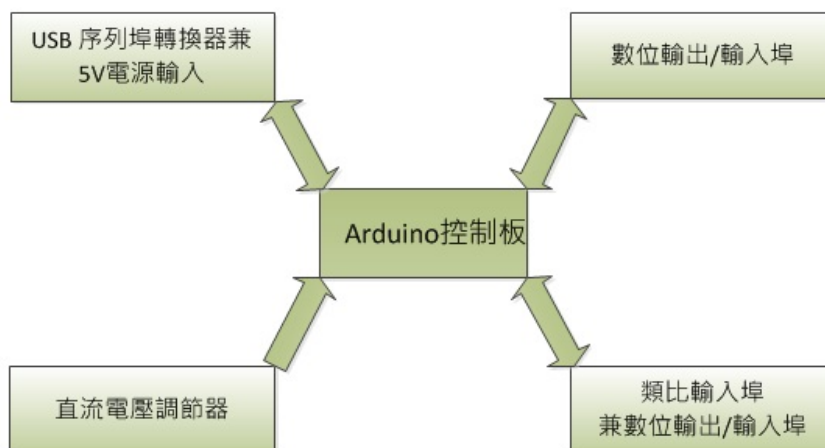 USB 序列埠轉換器兼
5V電源輸入
數位輸出/輸入埠
Arduino控制板
直流電壓調節器
類比輸入埠
兼數位輸出/輸入埠